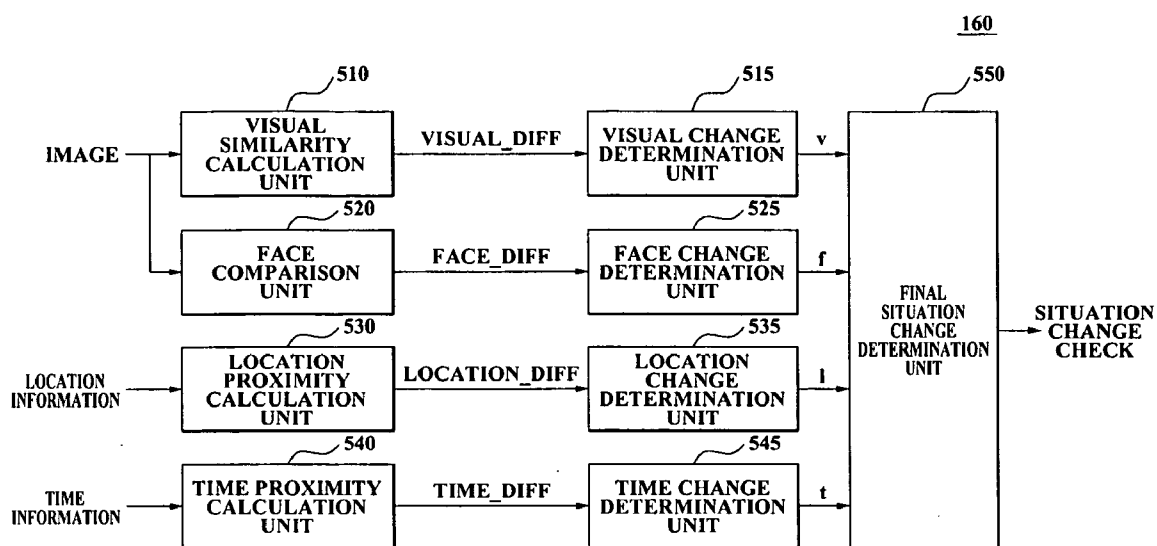 160
510
515
550
IMAGE
VISUAL
SIMILARITY
CALCULATION
UNIT
VISUAL_DIFF
VISUAL CHANGE
DETERMINATION
UNIT
v
520
525
FACE
COMPARISON
UNIT
FACE_DIFF
FACE CHANGE
DETERMINATION
UNIT
f
FINAL
SITUATION
CHANGE
DETERMINATION
UNIT
SITUATION
CHANGE
CHECK
530
535
LOCATION
INFORMATION
LOCATION
PROXIMITY
CALCULATION
UNIT
LOCATION_DIFF
LOCATION
CHANGE
DETERMINATION
UNIT
l
540
545
TIME
INFORMATION
TIME PROXIMITY
CALCULATION
UNIT
TIME_DIFF
TIME CHANGE
DETERMINATION
UNIT
t